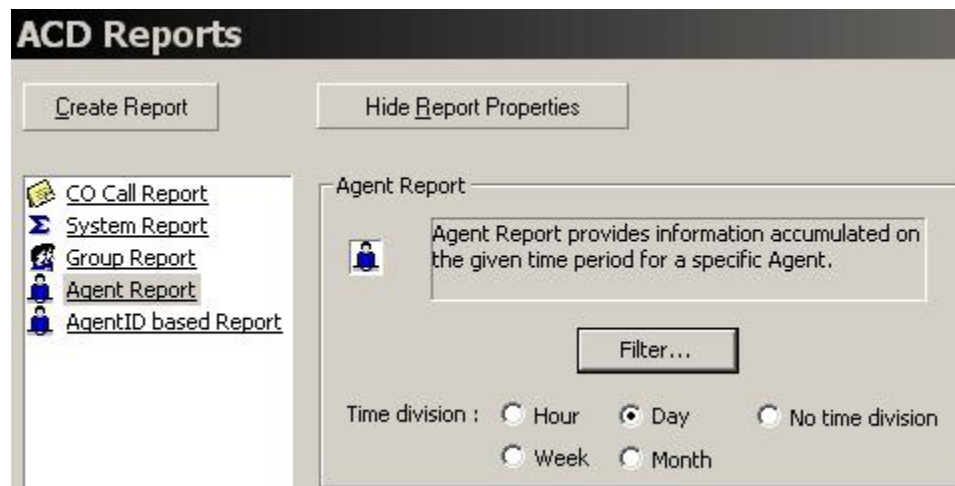 ACD Reports
Create Report
Hide Report Properties
CO Call Report
System Report
Group Report
Agent Report
AgentID based Report
Agent Report
Agent Report provides information accumulated on
the given time period for a specific Agent.
Filter...
Time division : Hour Day No time division
Week Month